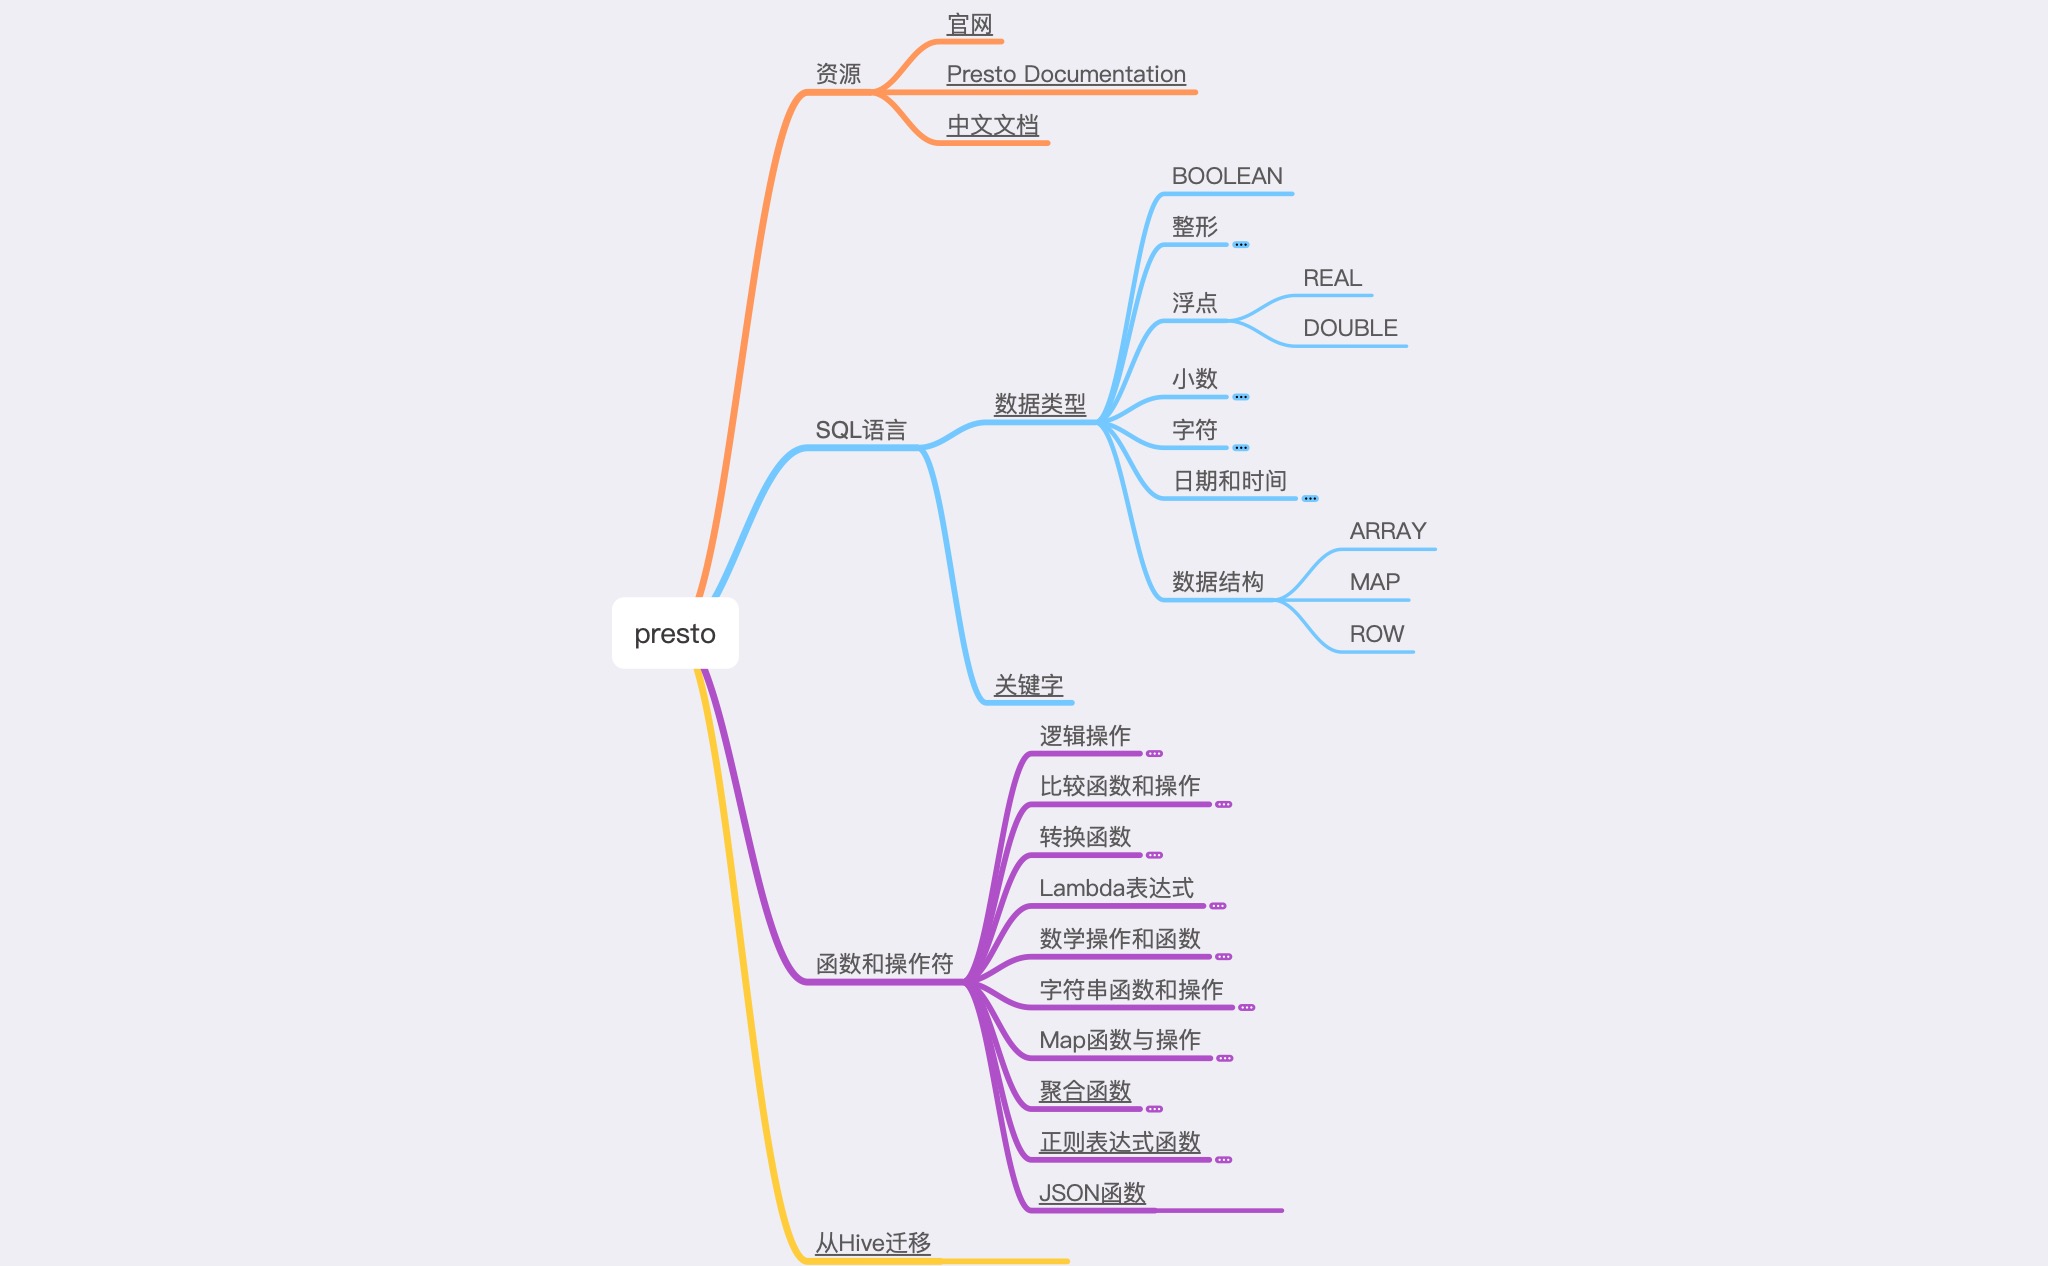 官网
资源
Presto Documentation
中文文档
BOOLEAN
整形
REAL
浮点
DOUBLE
小数
数据类型
SQL语言
字符
日期和时间
ARRAY
数据结构
MAP
presto
ROW
关键字
逻辑操作
比较函数和操作
转换函数
Lambda表达式
数学操作和函数
函数和操作符
字符串函数和操作
Map函数与操作
聚合函数
正则表达式函数
JSON函数
从Hive迁移